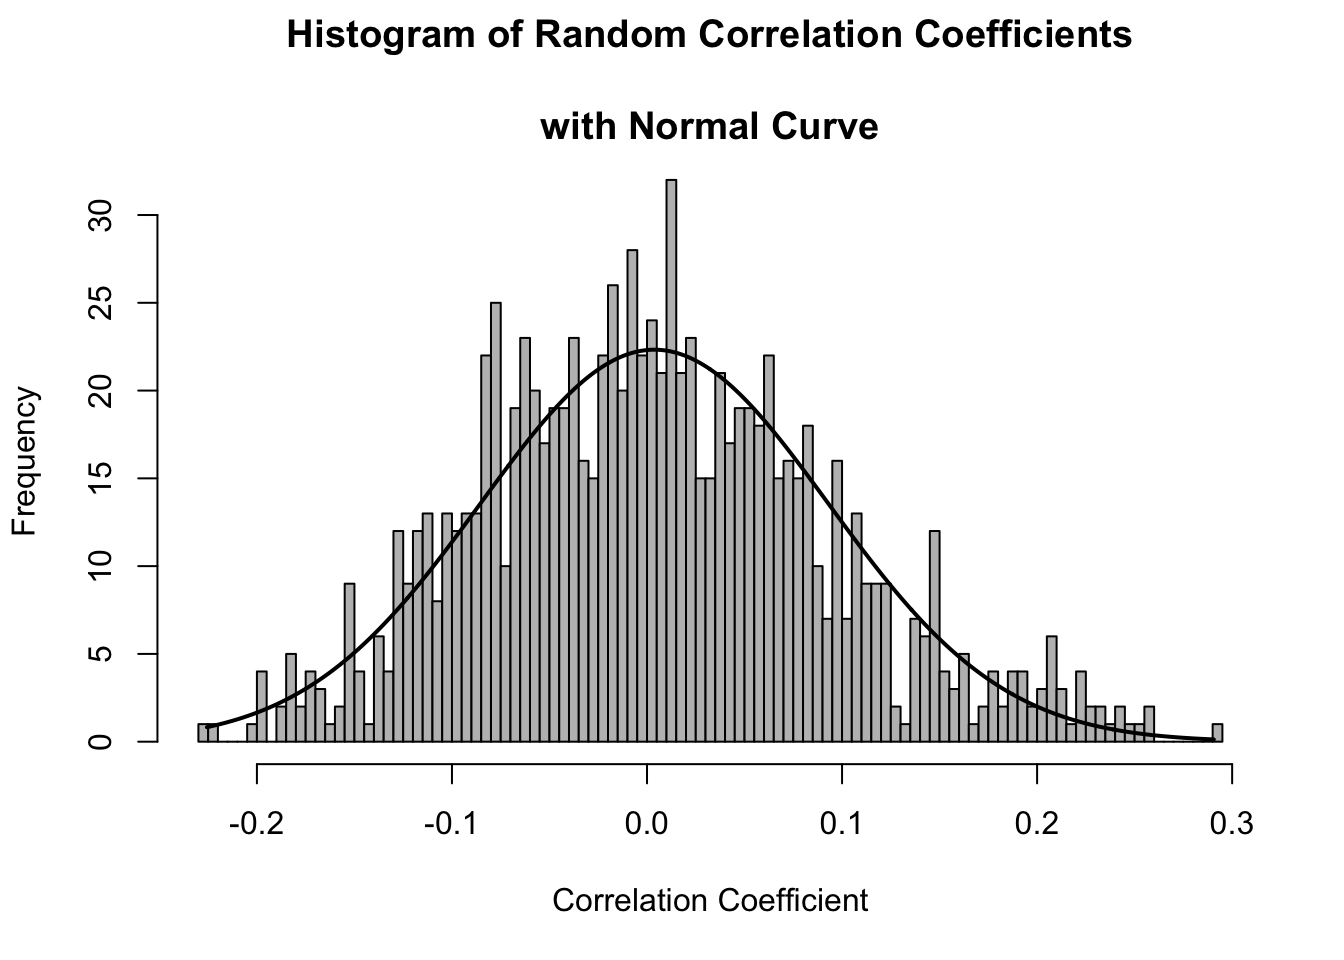 Histogram of Random Correlation Coefficients
with Normal Curve
30
25
20
15
10
5
0
Frequency
-0.2 -0.1 0.0 0.1 0.2 0.3
Correlation Coefficient